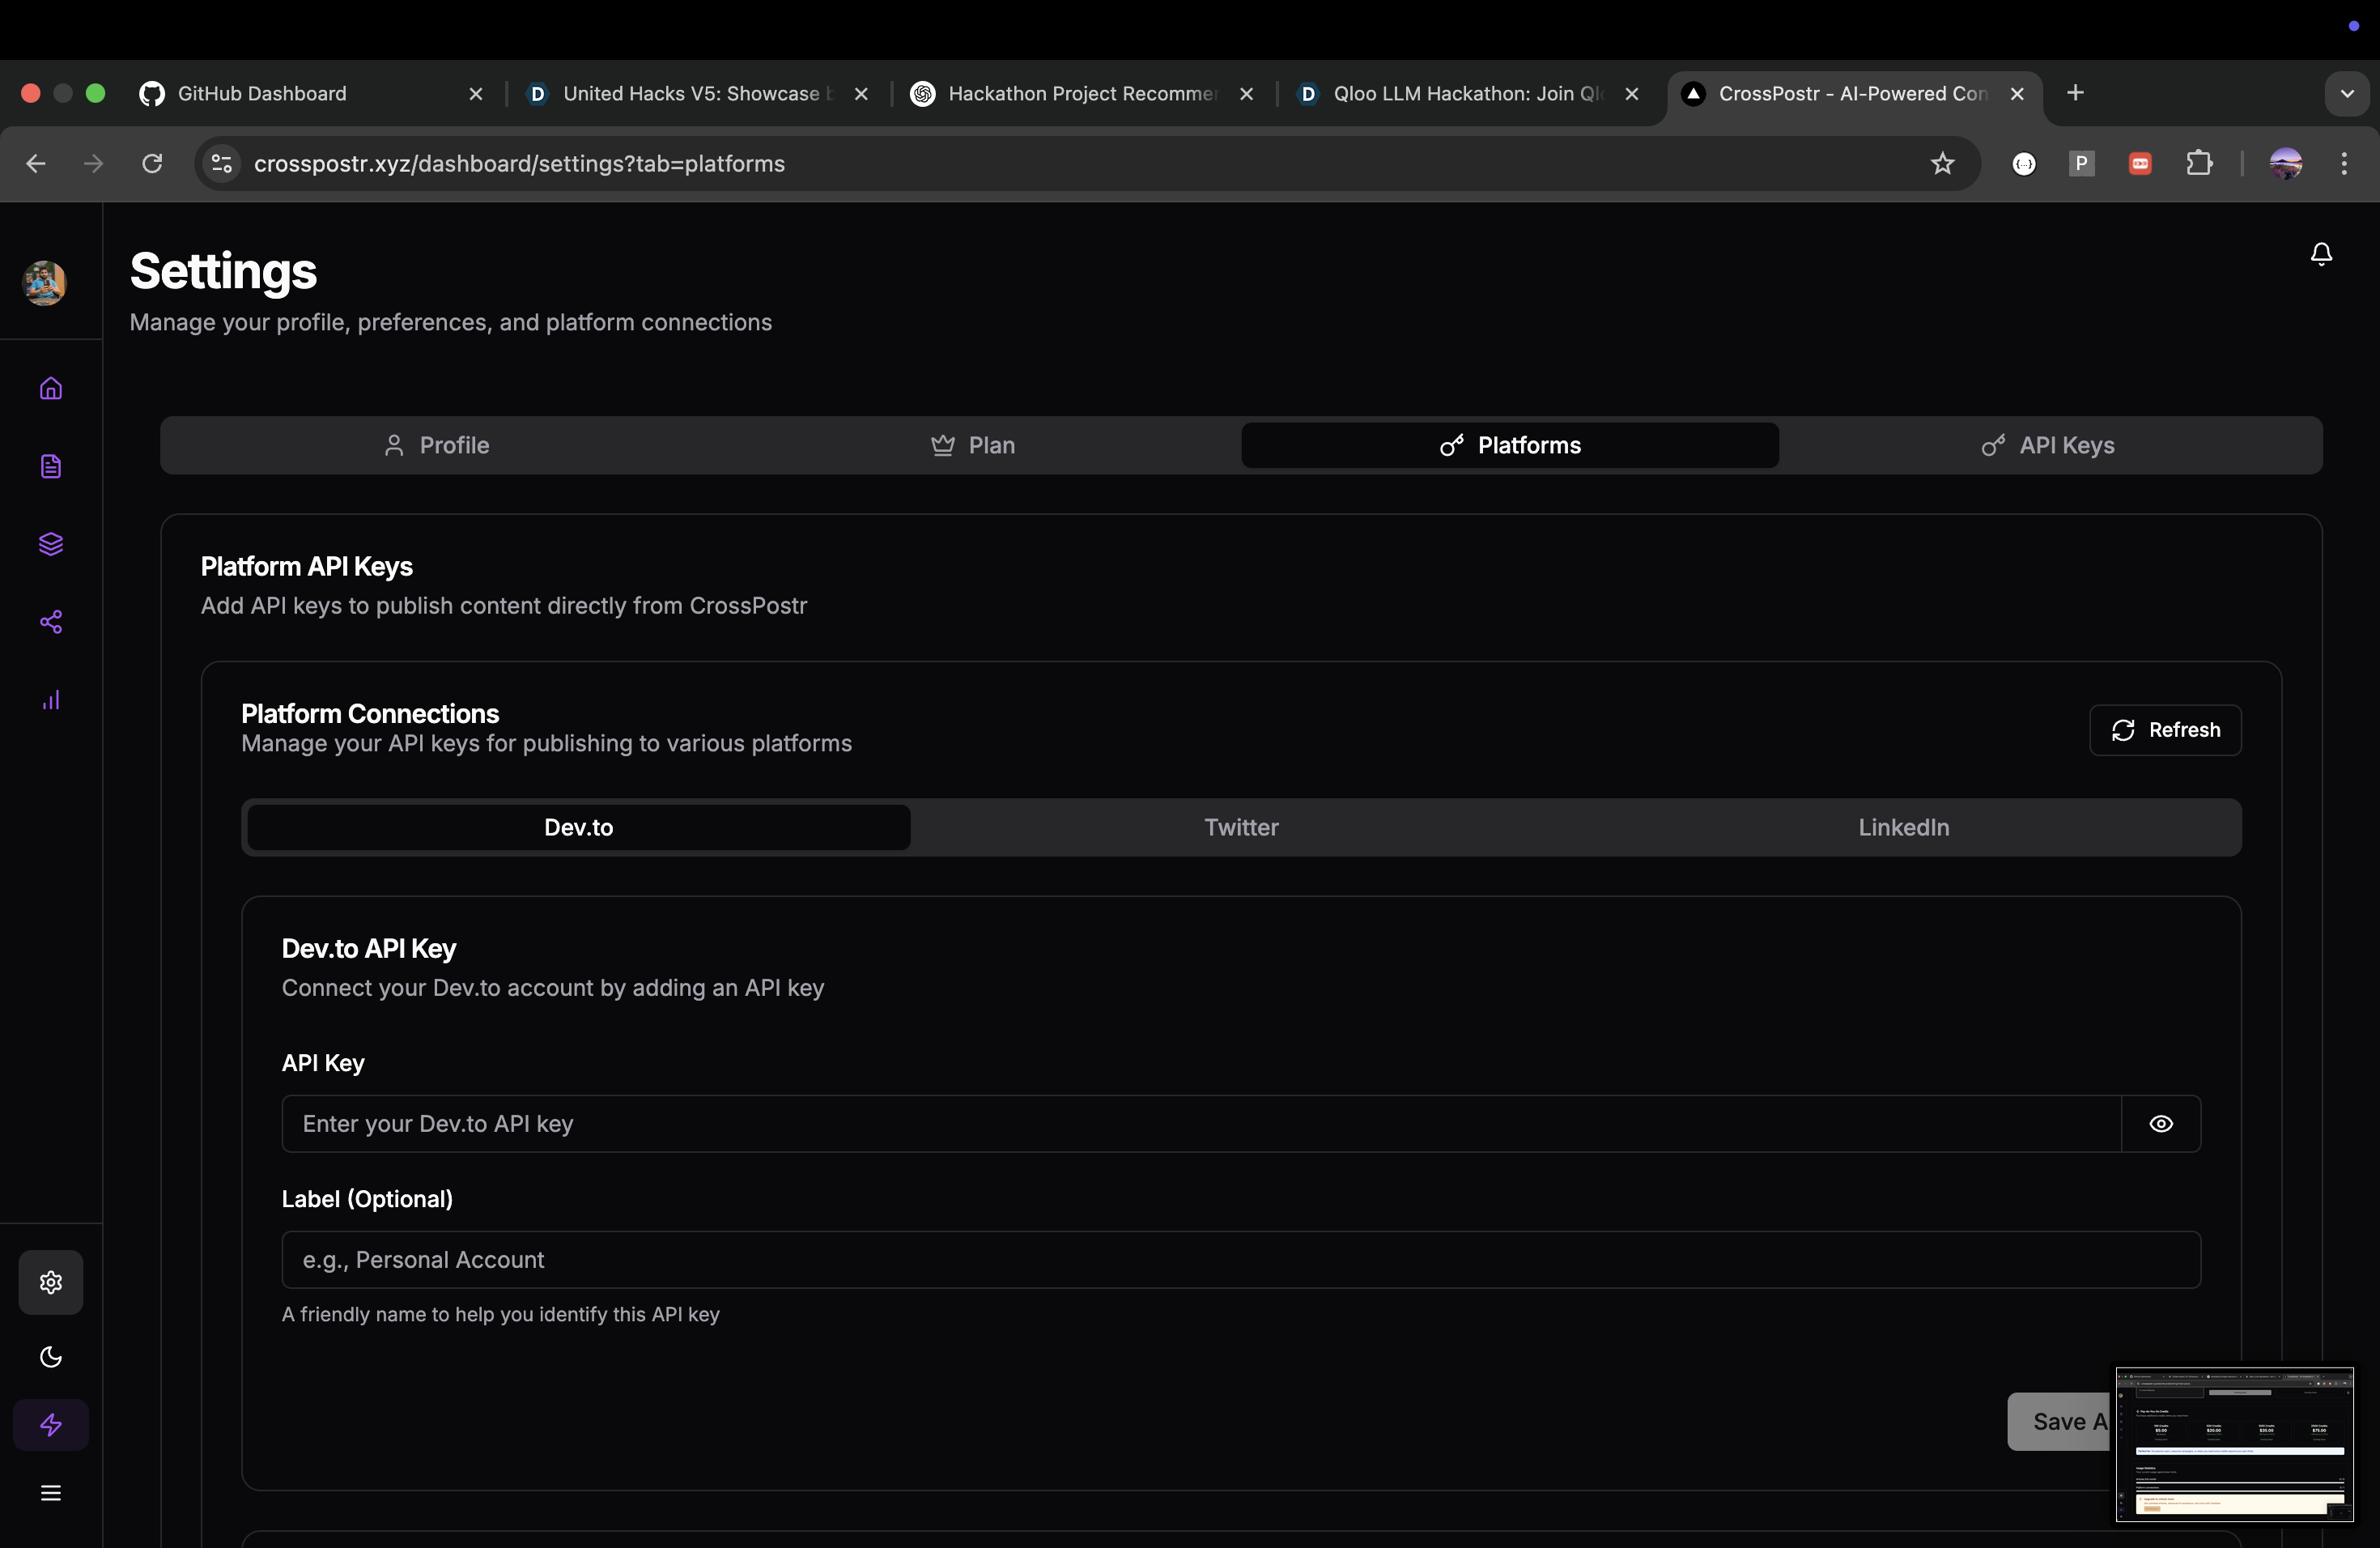 GitHub Dashboard
United Hacks V5: Showcase
Hackathon Project Recommen
Qloo LLM Hackathon: Join Ql
CrossPostr - AI-Powered Con
crosspostr.xyz/dashboard/settings?tab=platforms
P
Settings
Manage your profile, preferences, and platform connections
Profile
Plan
Platforms
API Keys
Platform API Keys
Add API keys to publish content directly from CrossPostr
Platform Connections
Manage your API keys for publishing to various platforms
Refresh
Dev.to
Twitter
LinkedIn
Dev.to API Key
Connect your Dev.to account by adding an API key
API Key
Enter your Dev.to API key
Label (Optional)
e.g., Personal Account
A friendly name to help you identify this API key
Save A